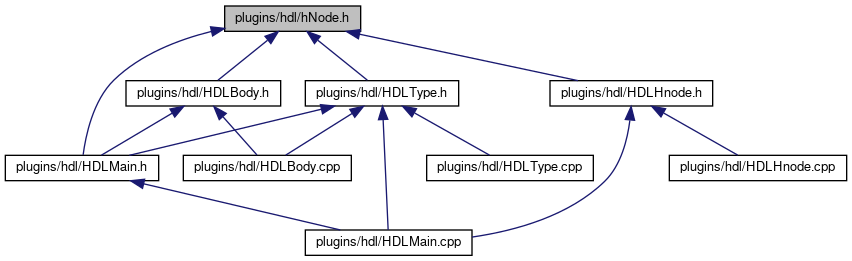 plugins/hdl/hNode.h
plugins/hdl/HDLBody.h
plugins/hdl/HDLType.h
plugins/hdl/HDLHnode.h
plugins/hdl/HDLMain.h
plugins/hdl/HDLBody.cpp
plugins/hdl/HDLType.cpp
plugins/hdl/HDLHnode.cpp
plugins/hdl/HDLMain.cpp